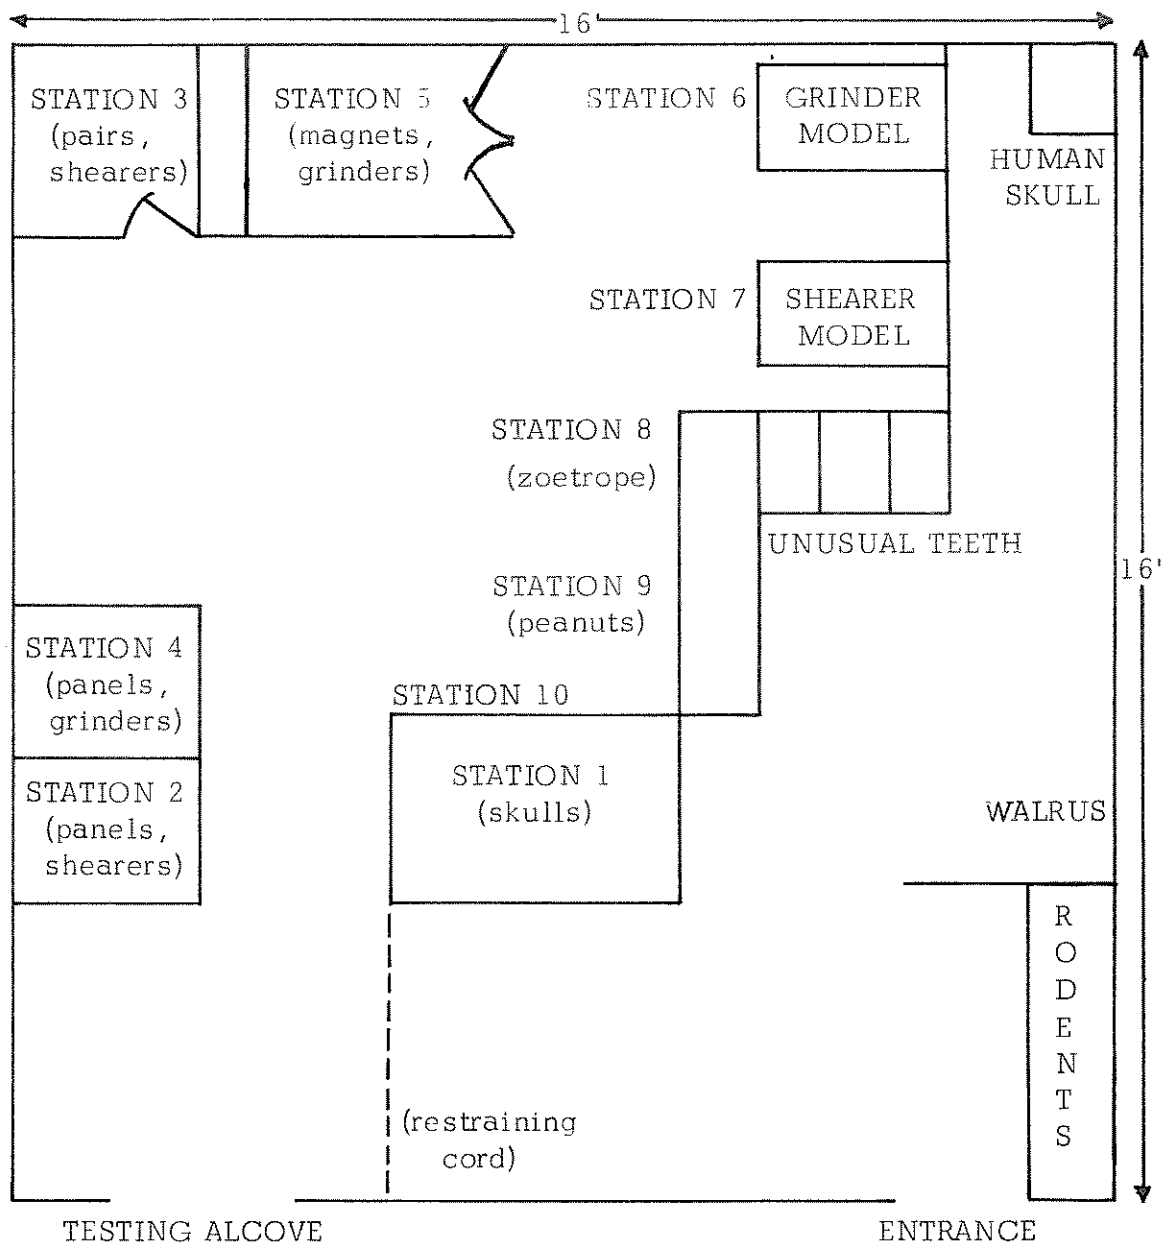 16'
STATION 3
(pairs,
shearers)
STATION 5
(magnets,
grinders)
STATION 6
GRINDER
MODEL
HUMAN
SKULL
STATION 7
SHEARER
MODEL
STATION 8
(zoetrope)
UNUSUAL TEETH
16'
STATION 9
(peanuts)
STATION 4
(panels,
grinders)
STATION 10
STATION 1
(skulls)
STATION 2
(panels,
shearers)
WALRUS
RODENTS
(restraining
cord)
TESTING ALCOVE
ENTRANCE